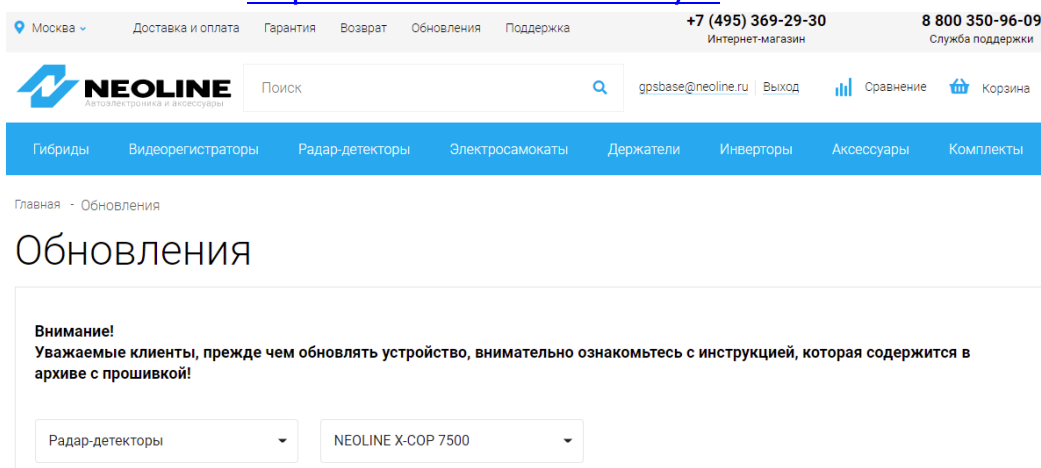 Москва Доставка и оплата Гарантия Возврат Обновления Поддержка +7 (495) 369-29-30 8 800 350-96-09
Интернет-магазин Служба поддержки
NEOLINE Поиск gpsbase@neoline.ru Выход Сравнение Корзина
Автоэлектроника и аксессуары
Гибриды Видеорегистраторы Радар-детекторы Электросамокаты Держатели Инверторы Аксессуары Комплекты
Главная - Обновления
Обновления
Внимание!
Уважаемые клиенты, прежде чем обновлять устройство, внимательно ознакомьтесь с инструкцией, которая содержится в
архиве с прошивкой!
Радар-детекторы NEOLINE X-COP 7500